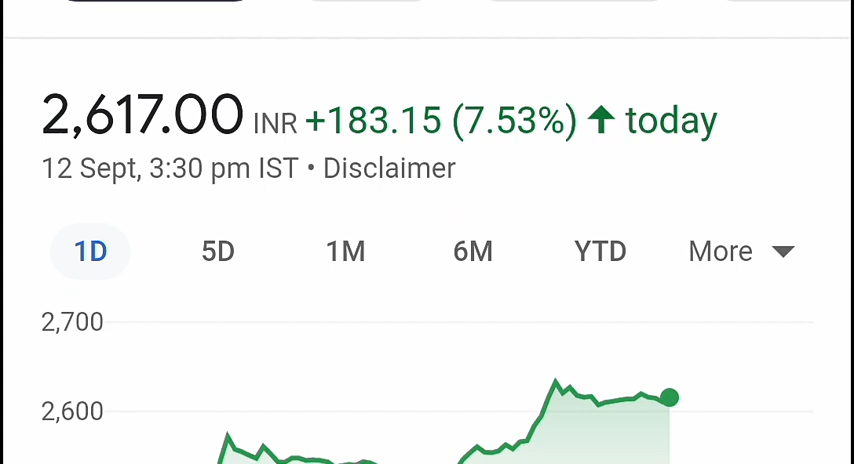 2,617.00 INR +183.15 (7.53%) ↑ today
12 Sept, 3:30 pm IST • Disclaimer
1D 5D 1M 6M YTD More
2,700
2,600